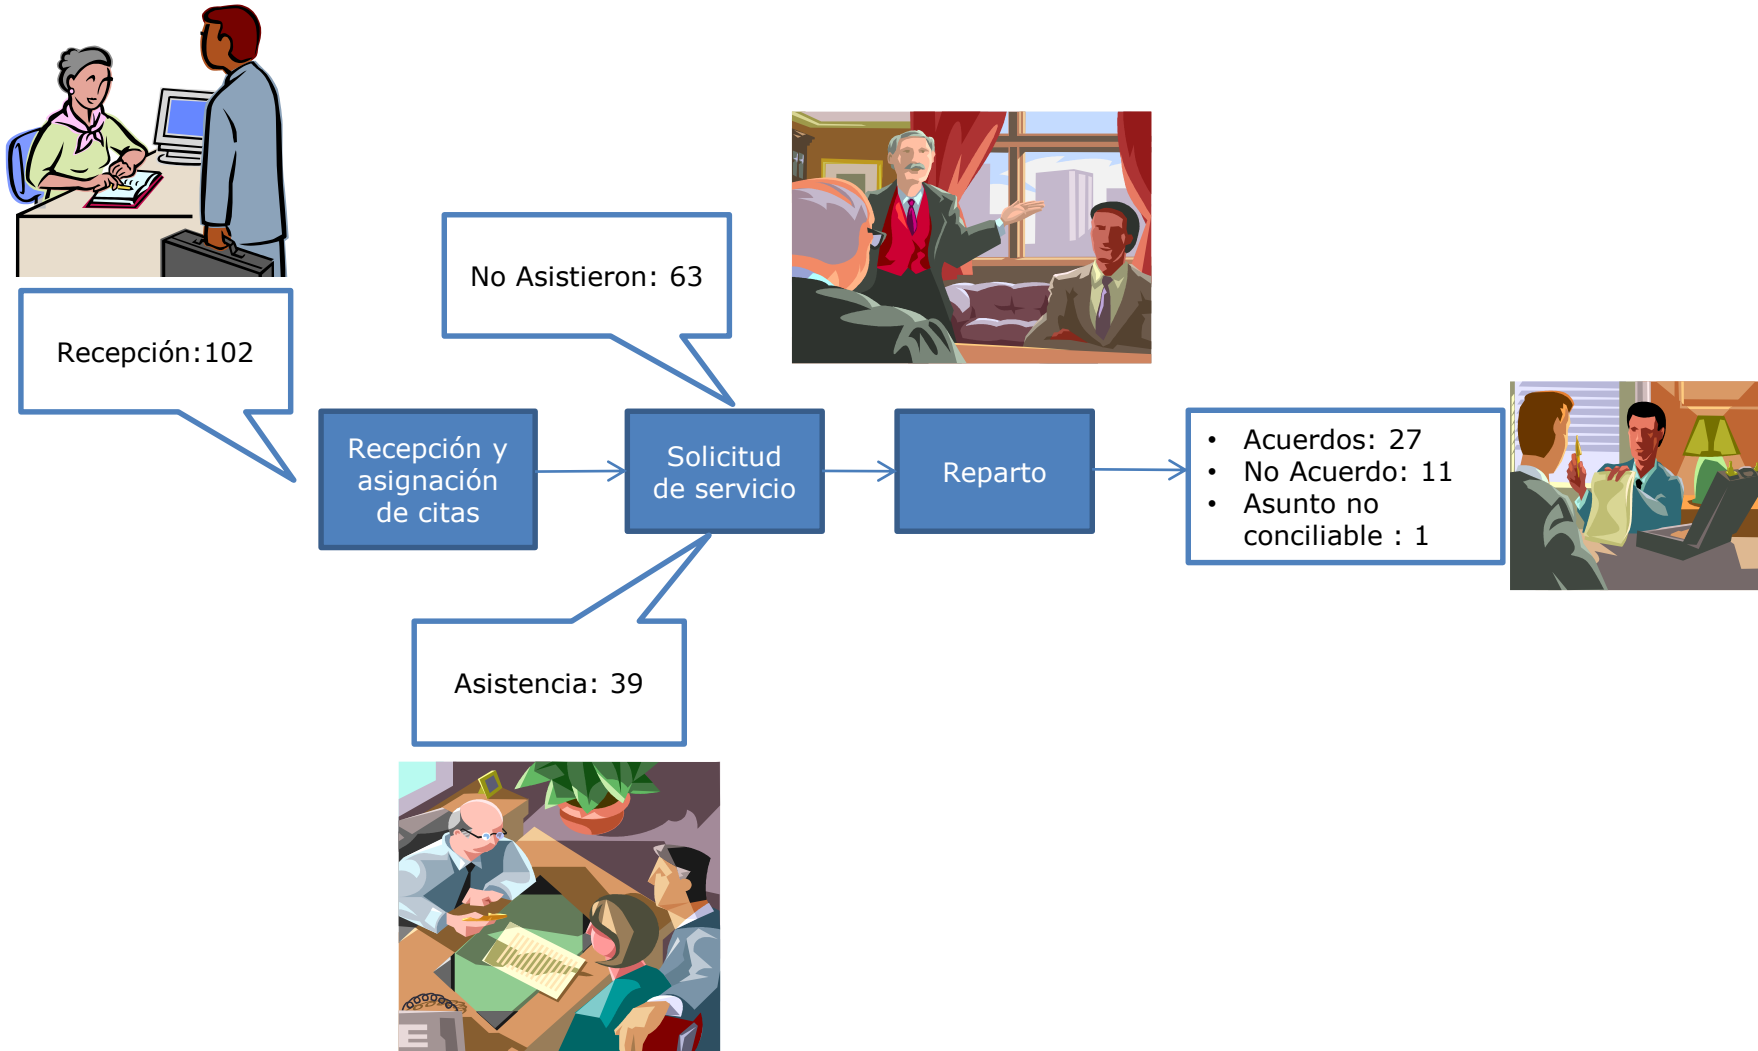 Recepción:102
No Asistieron: 63
Recepción y
asignación
de citas
Solicitud
de servicio
Reparto
• Acuerdos: 27
• No Acuerdo: 11
• Asunto no
conciliable : 1
Asistencia: 39